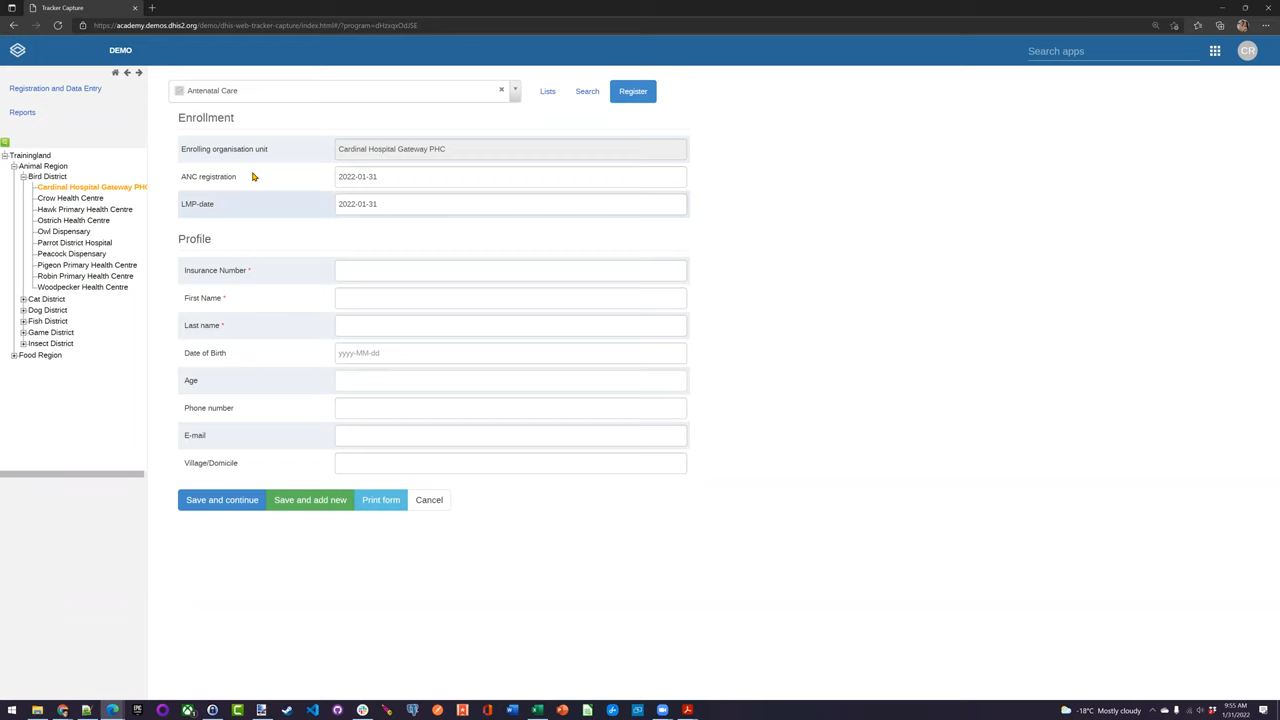 Tracker Capture
https://academy.demos.dhis2.org/demo/dhis-web-tracker-capture/index.html#/?program=dHzxqxOdJSE
DEMO
Search apps
CR
Registration and Data Entry
Reports
Trainingland
Animal Region
Bird District
Cardinal Hospital Gateway PHC
Crow Health Centre
Hawk Primary Health Centre
Ostrich Health Centre
Owl Dispensary
Parrot District Hospital
Peacock Dispensary
Pigeon Primary Health Centre
Robin Primary Health Centre
Woodpecker Health Centre
Cat District
Dog District
Fish District
Game District
Insect District
Food Region
Antenatal Care
Lists
Search
Register
Enrollment
Enrolling organisation unit Cardinal Hospital Gateway PHC
ANC registration 2022-01-31
LMP-date 2022-01-31
Profile
Insurance Number *
First Name *
Last name *
Date of Birth yyyy-MM-dd
Age
Phone number
E-mail
Village/Domicile
Save and continue
Save and add new
Print form
Cancel
-18°C Mostly cloudy
9:55 AM
1/31/2022